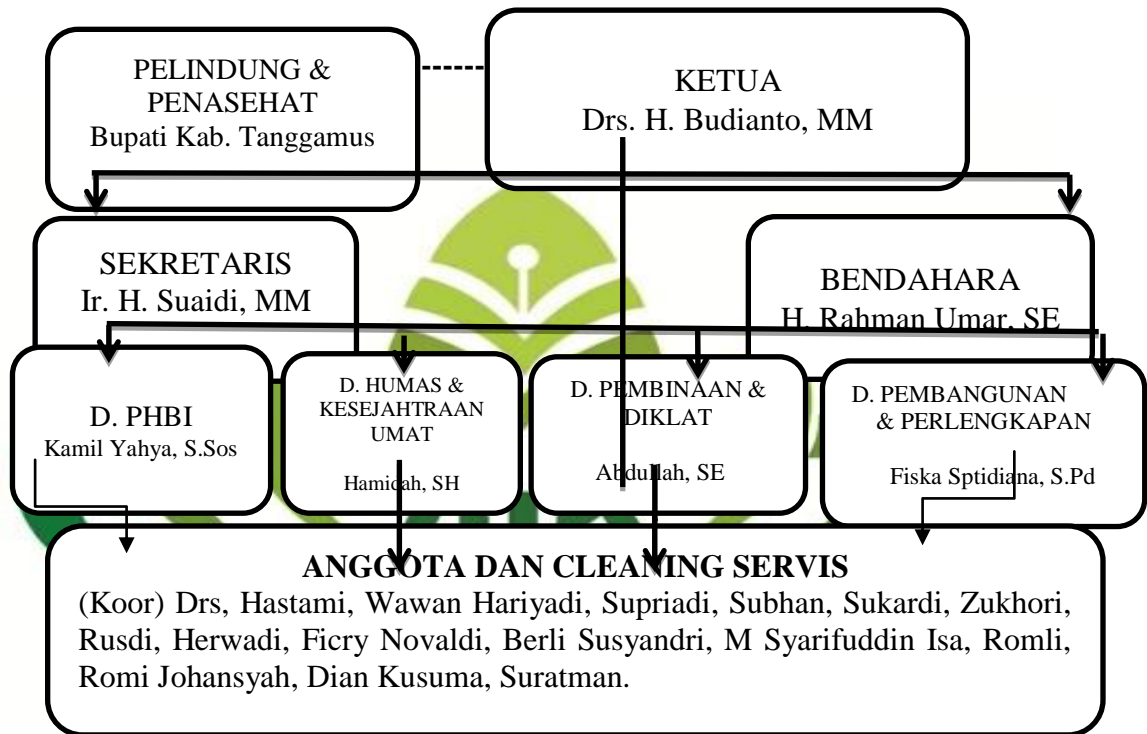 PELINDUNG &
PENASEHAT
Bupati Kab. Tanggamus
KETUA
Drs. H. Budianto, MM
SEKRETARIS
Ir. H. Suaidi, MM
BENDAHARA
H. Rahman Umar, SE
D. PHBI
Kamil Yahya, S.Sos
D. HUMAS &
KESEJAHTRAAN
UMAT
Hamidah, SH
D. PEMBINAAN &
DIKLAT
Abdullah, SE
D. PEMBANGUNAN
& PERLENGKAPAN
Fiska Sptidiana, S.Pd
ANGGOTA DAN CLEANING SERVIS
(Koor) Drs, Hastami, Wawan Hariyadi, Supriadi, Subhan, Sukardi, Zukhori,
Rusdi, Herwadi, Ficry Novaldi, Berli Susyandri, M Syarifuddin Isa, Romli,
Romi Johansyah, Dian Kusuma, Suratman.